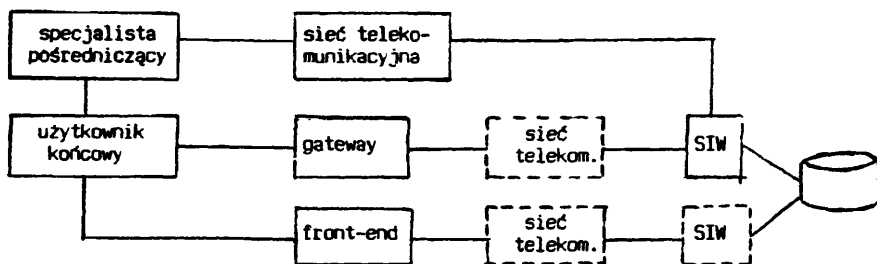 specjalista
pośredniczący
sieć teleko-
munikacyjna
użytkownik
końcowy
gateway
sieć
telekom.
SIW
front-end
sieć
telekom.
SIW